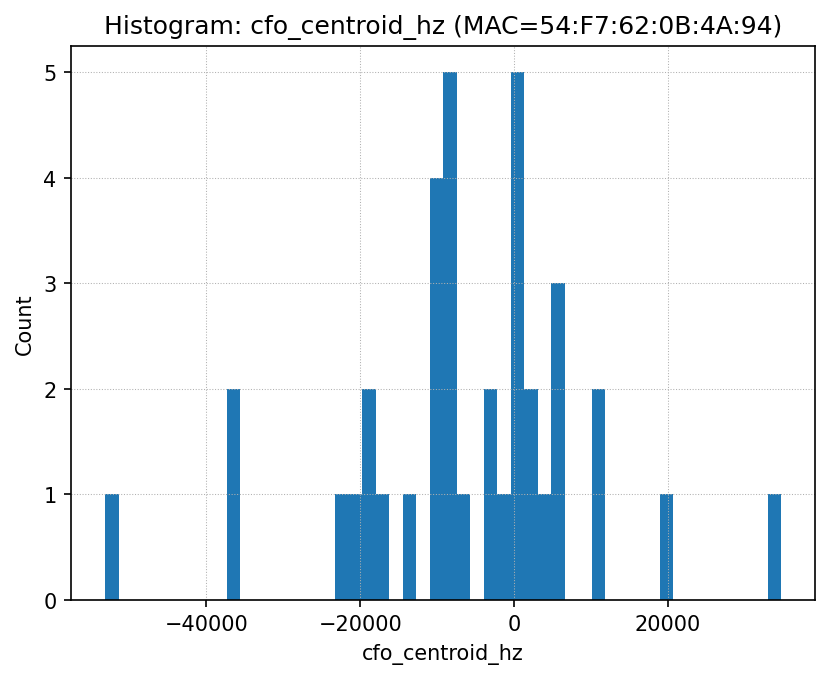 Histogram: cfo_centroid_hz (MAC=54:F7:62:0B:4A:94)
Count
5
4
3
2
1
0
−40000 −20000 0 20000
cfo_centroid_hz